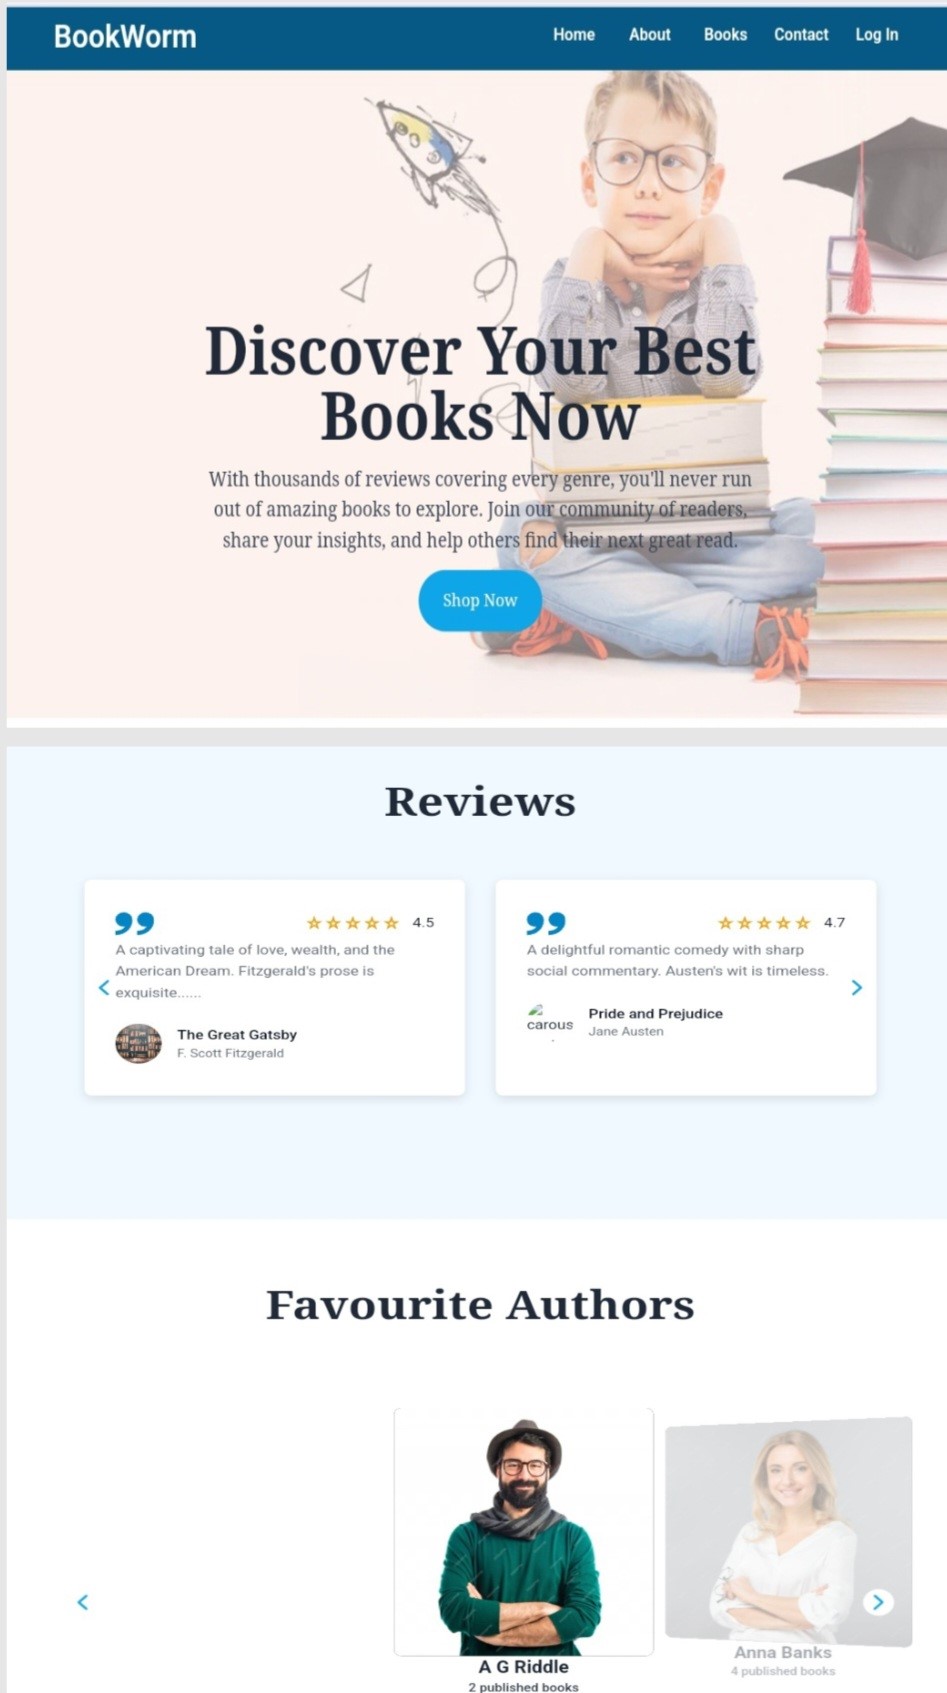 BookWorm
Home About Books Contact Log In
Discover Your Best
Books Now
With thousands of reviews covering every genre, you'll never run
out of amazing books to explore. Join our community of readers,
share your insights, and help others find their next great read.
Shop Now
Reviews
4.5
A captivating tale of love, wealth, and the
American Dream. Fitzgerald's prose is
exquisite......
The Great Gatsby
F. Scott Fitzgerald
4.7
A delightful romantic comedy with sharp
social commentary. Austen's wit is timeless.
carous
Pride and Prejudice
Jane Austen
Favourite Authors
A G Riddle
2 published books
Anna Banks
4 published books